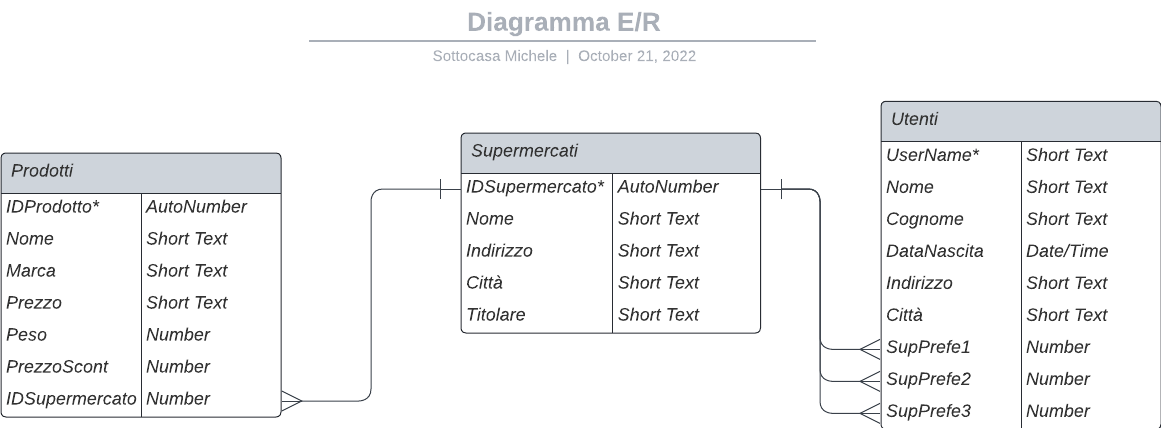 Diagramma E/R
Sottocasa Michele | October 21, 2022
Prodotti
IDProdotto* AutoNumber
Nome Short Text
Marca Short Text
Prezzo Short Text
Peso Number
PrezzoScont Number
IDSupermercato Number
Supermercati
IDSupermercato* AutoNumber
Nome Short Text
Indirizzo Short Text
Città Short Text
Titolare Short Text
Utenti
UserName* Short Text
Nome Short Text
Cognome Short Text
DataNascita Date/Time
Indirizzo Short Text
Città Short Text
SupPrefe1 Number
SupPrefe2 Number
SupPrefe3 Number